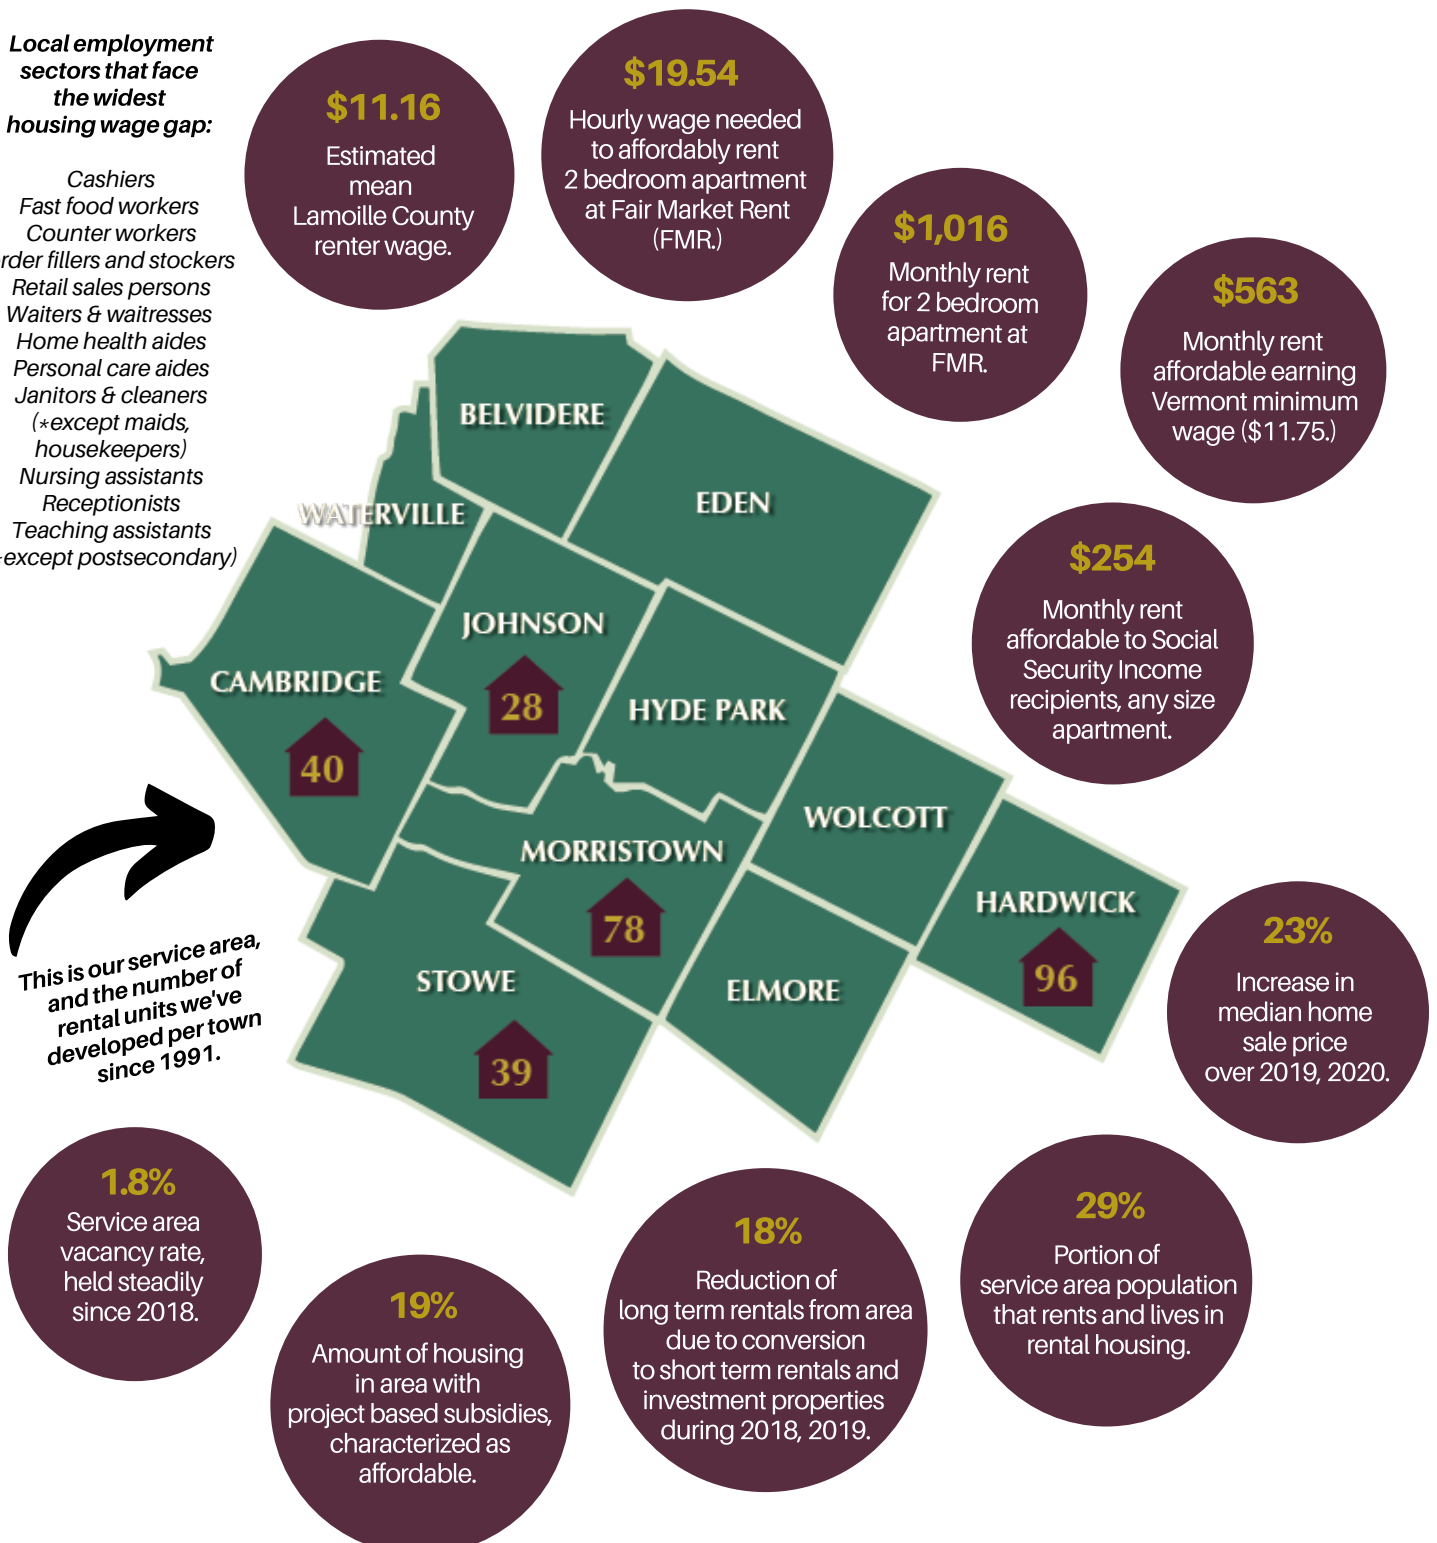 Local employment
sectors that face
the widest
housing wage gap:
Cashiers
Fast food workers
Counter workers
rder fillers and stockers
Retail sales persons
Waiters & waitresses
Home health aides
Personal care aides
Janitors & cleaners
(*except maids,
housekeepers)
Nursing assistants
Receptionists
Teaching assistants
except postsecondary)
$11.16
Estimated
mean
Lamoille County
renter wage.
$19.54
Hourly wage needed
to affordably rent
2 bedroom apartment
at Fair Market Rent
(FMR.)
$1,016
Monthly rent
for 2 bedroom
apartment at
FMR.
$563
Monthly rent
affordable earning
Vermont minimum
wage ($11.75.)
$254
Monthly rent
affordable to Social
Security Income
recipients, any size
apartment.
BELVIDERE
WATERVILLE
EDEN
JOHNSON
28
CAMBRIDGE
40
HYDE PARK
WOLCOTT
MORRISTOWN
78
HARDWICK
96
STOWE
39
ELMORE
This is our service area,
and the number of
rental units we've
developed per town
since 1991.
23%
Increase in
median home
sale price
over 2019, 2020.
1.8%
Service area
vacancy rate,
held steadily
since 2018.
19%
Amount of housing
in area with
project based subsidies,
characterized as
affordable.
18%
Reduction of
long term rentals from area
due to conversion
to short term rentals and
investment properties
during 2018, 2019.
29%
Portion of
service area population
that rents and lives in
rental housing.